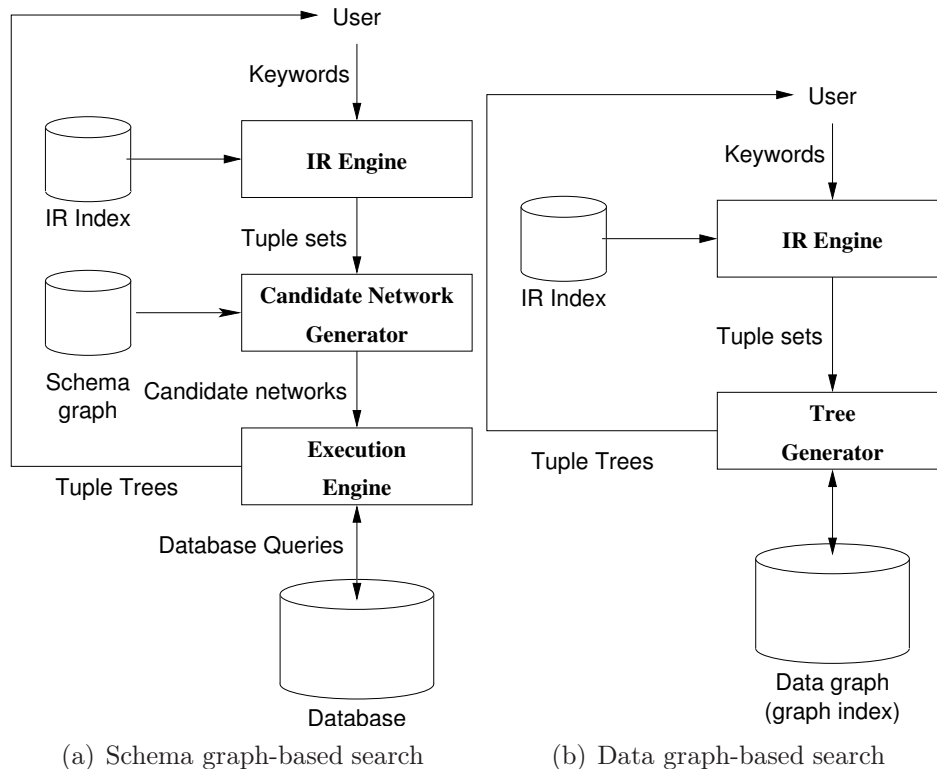 User
Keywords
IR Engine
IR Index
Tuple sets
Candidate Network
Generator
Schema
graph
Candidate networks
Execution
Engine
Tuple Trees
Database Queries
Database
(a) Schema graph-based search
User
Keywords
IR Engine
IR Index
Tuple sets
Tree
Generator
Tuple Trees
Data graph
(graph index)
(b) Data graph-based search